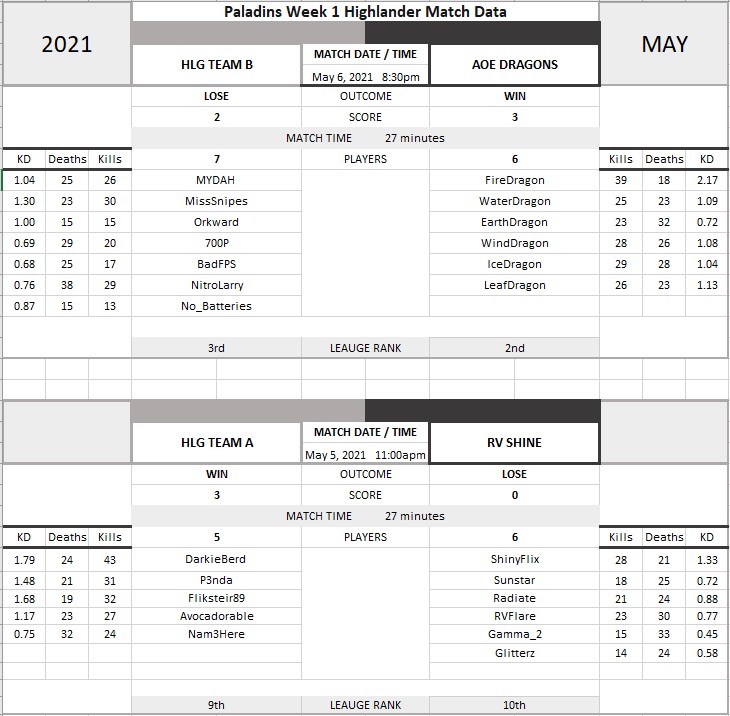 Paladins Week 1 Highlander Match Data
2021 MAY
HLG TEAM B MATCH DATE / TIME AOE DRAGONS
May 6, 2021 8:30pm
LOSE OUTCOME WIN
2 SCORE 3
MATCH TIME 27 minutes
KD Deaths Kills 7 PLAYERS 6 Kills Deaths KD
1.04 25 26 MYDAH FireDragon 39 18 2.17
1.30 23 30 MissSnipes WaterDragon 25 23 1.09
1.00 15 15 Orkward EarthDragon 23 32 0.72
0.69 29 20 700P WindDragon 28 26 1.08
0.68 25 17 BadFPS IceDragon 29 28 1.04
0.76 38 29 NitroLarry LeafDragon 26 23 1.13
0.87 15 13 No_Batteries
3rd LEAUGE RANK 2nd
HLG TEAM A MATCH DATE / TIME RV SHINE
May 5, 2021 11:00apm
WIN OUTCOME LOSE
3 SCORE 0
MATCH TIME 27 minutes
KD Deaths Kills 5 PLAYERS 6 Kills Deaths KD
1.79 24 43 DarkieBerd ShinyFlix 28 21 1.33
1.48 21 31 P3nda Sunstar 18 25 0.72
1.68 19 32 Fliksteir89 Radiate 21 24 0.88
1.17 23 27 Avocadorable RVFlare 23 30 0.77
0.75 32 24 Nam3Here Gamma_2 15 33 0.45
Glitterz 14 24 0.58
9th LEAUGE RANK 10th